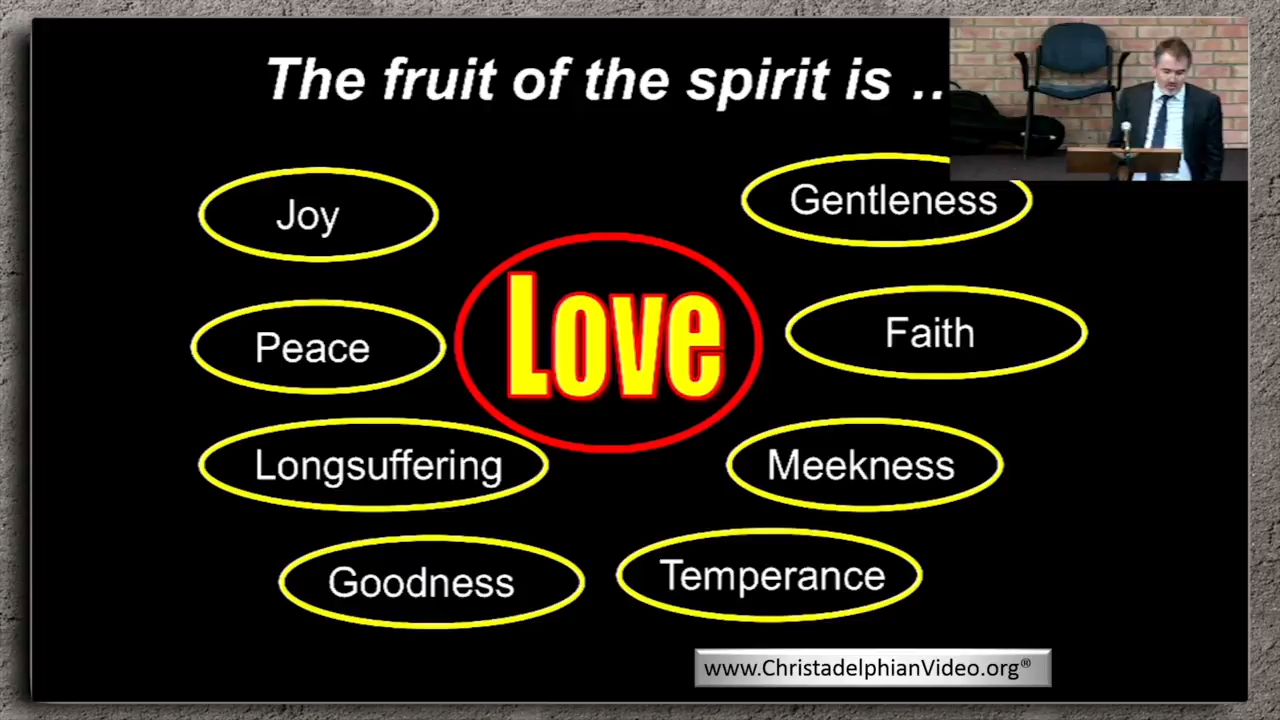 The fruit of the spirit is ..
Joy
Gentleness
Love
Peace
Faith
Longsuffering
Meekness
Goodness
Temperance
www.ChristadelphianVideo.org®